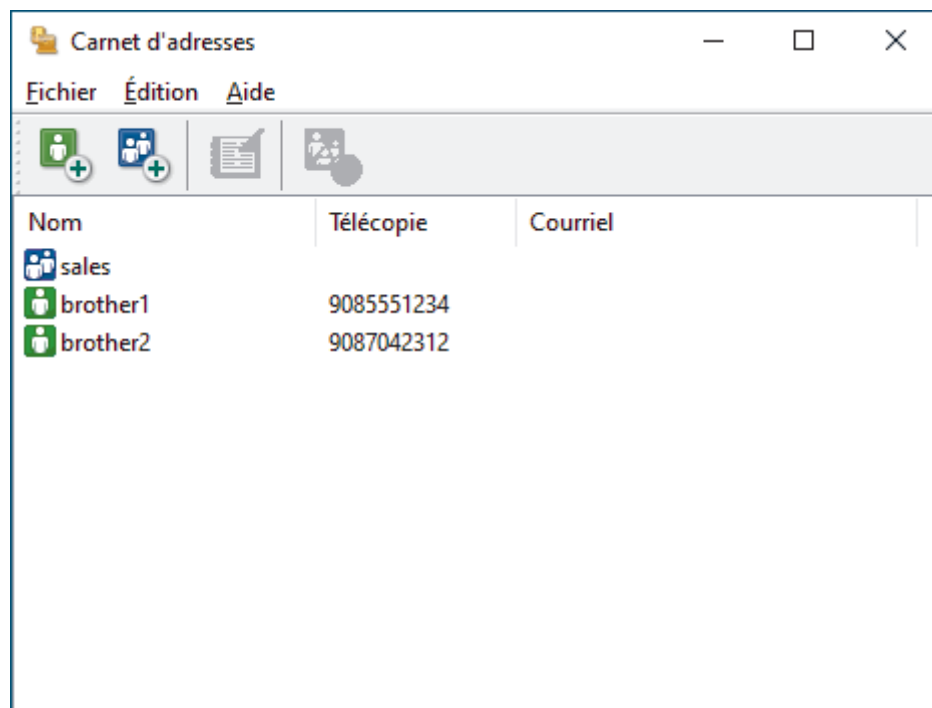 Carnet d'adresses
Fichier Édition Aide
Nom Télécopie Courriel
sales
brother1 9085551234
brother2 9087042312